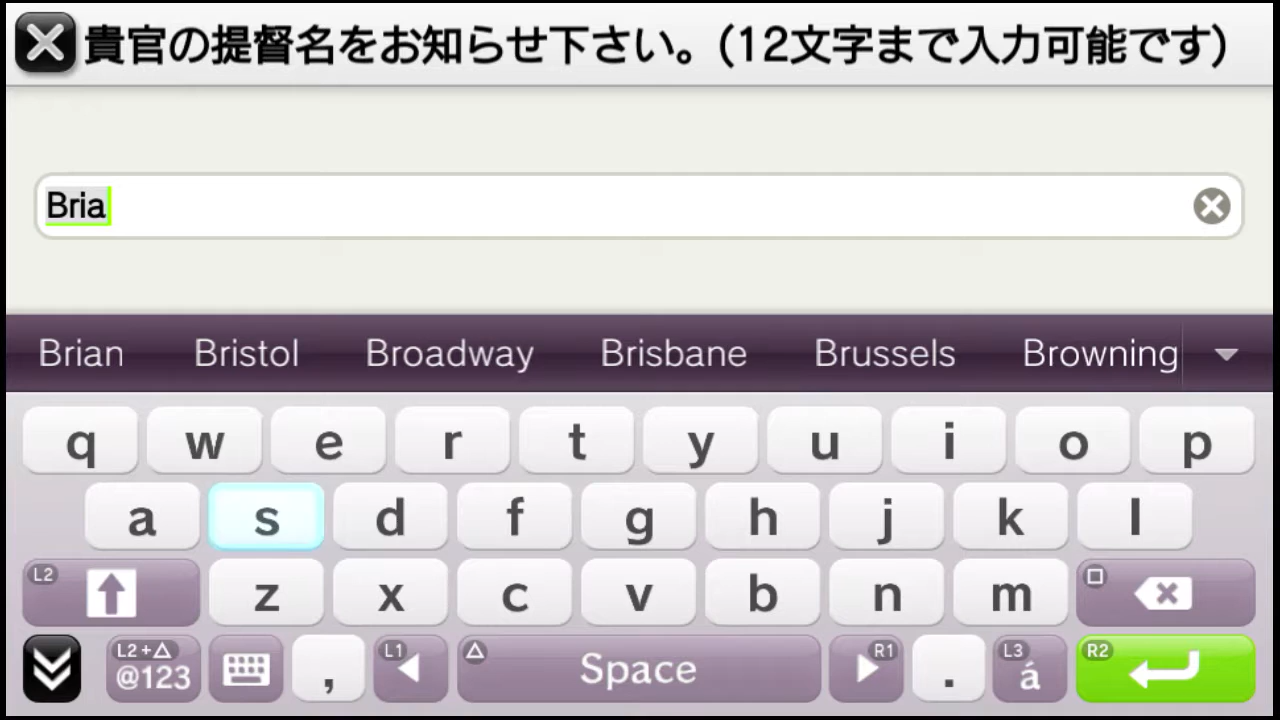 貴官の提督名をお知らせ下さい。(12文字まで入力可能です)
Bria
Brian Bristol Broadway Brisbane Brussels Browning
q w e r t y u i o p
a s d f g h j k l
L2 z x c v b n m
L2+△ @123 , L1 Space R1 . L3 á R2